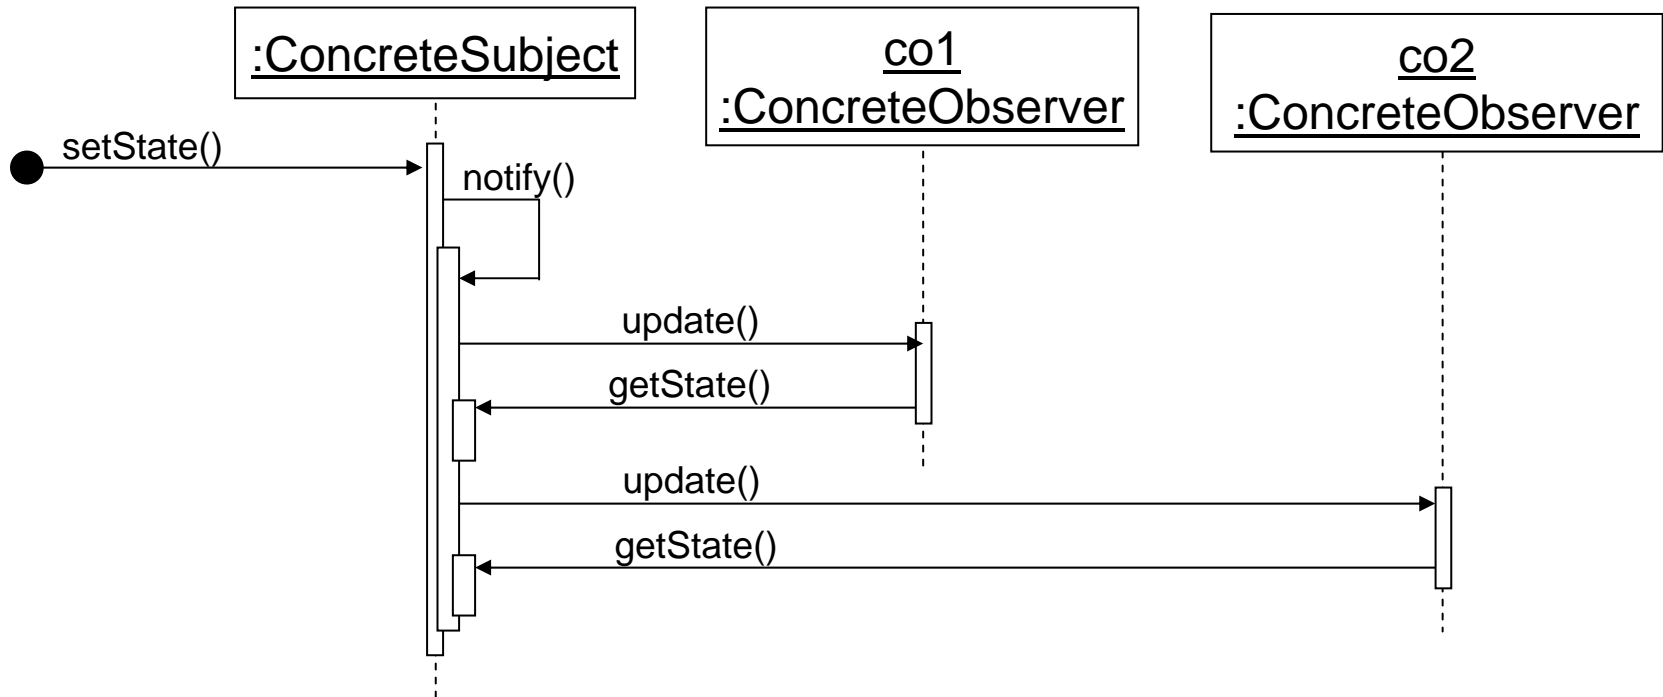 :ConcreteSubject
co1
:ConcreteObserver
co2
:ConcreteObserver
setState()
notify()
update()
getState()
update()
getState()